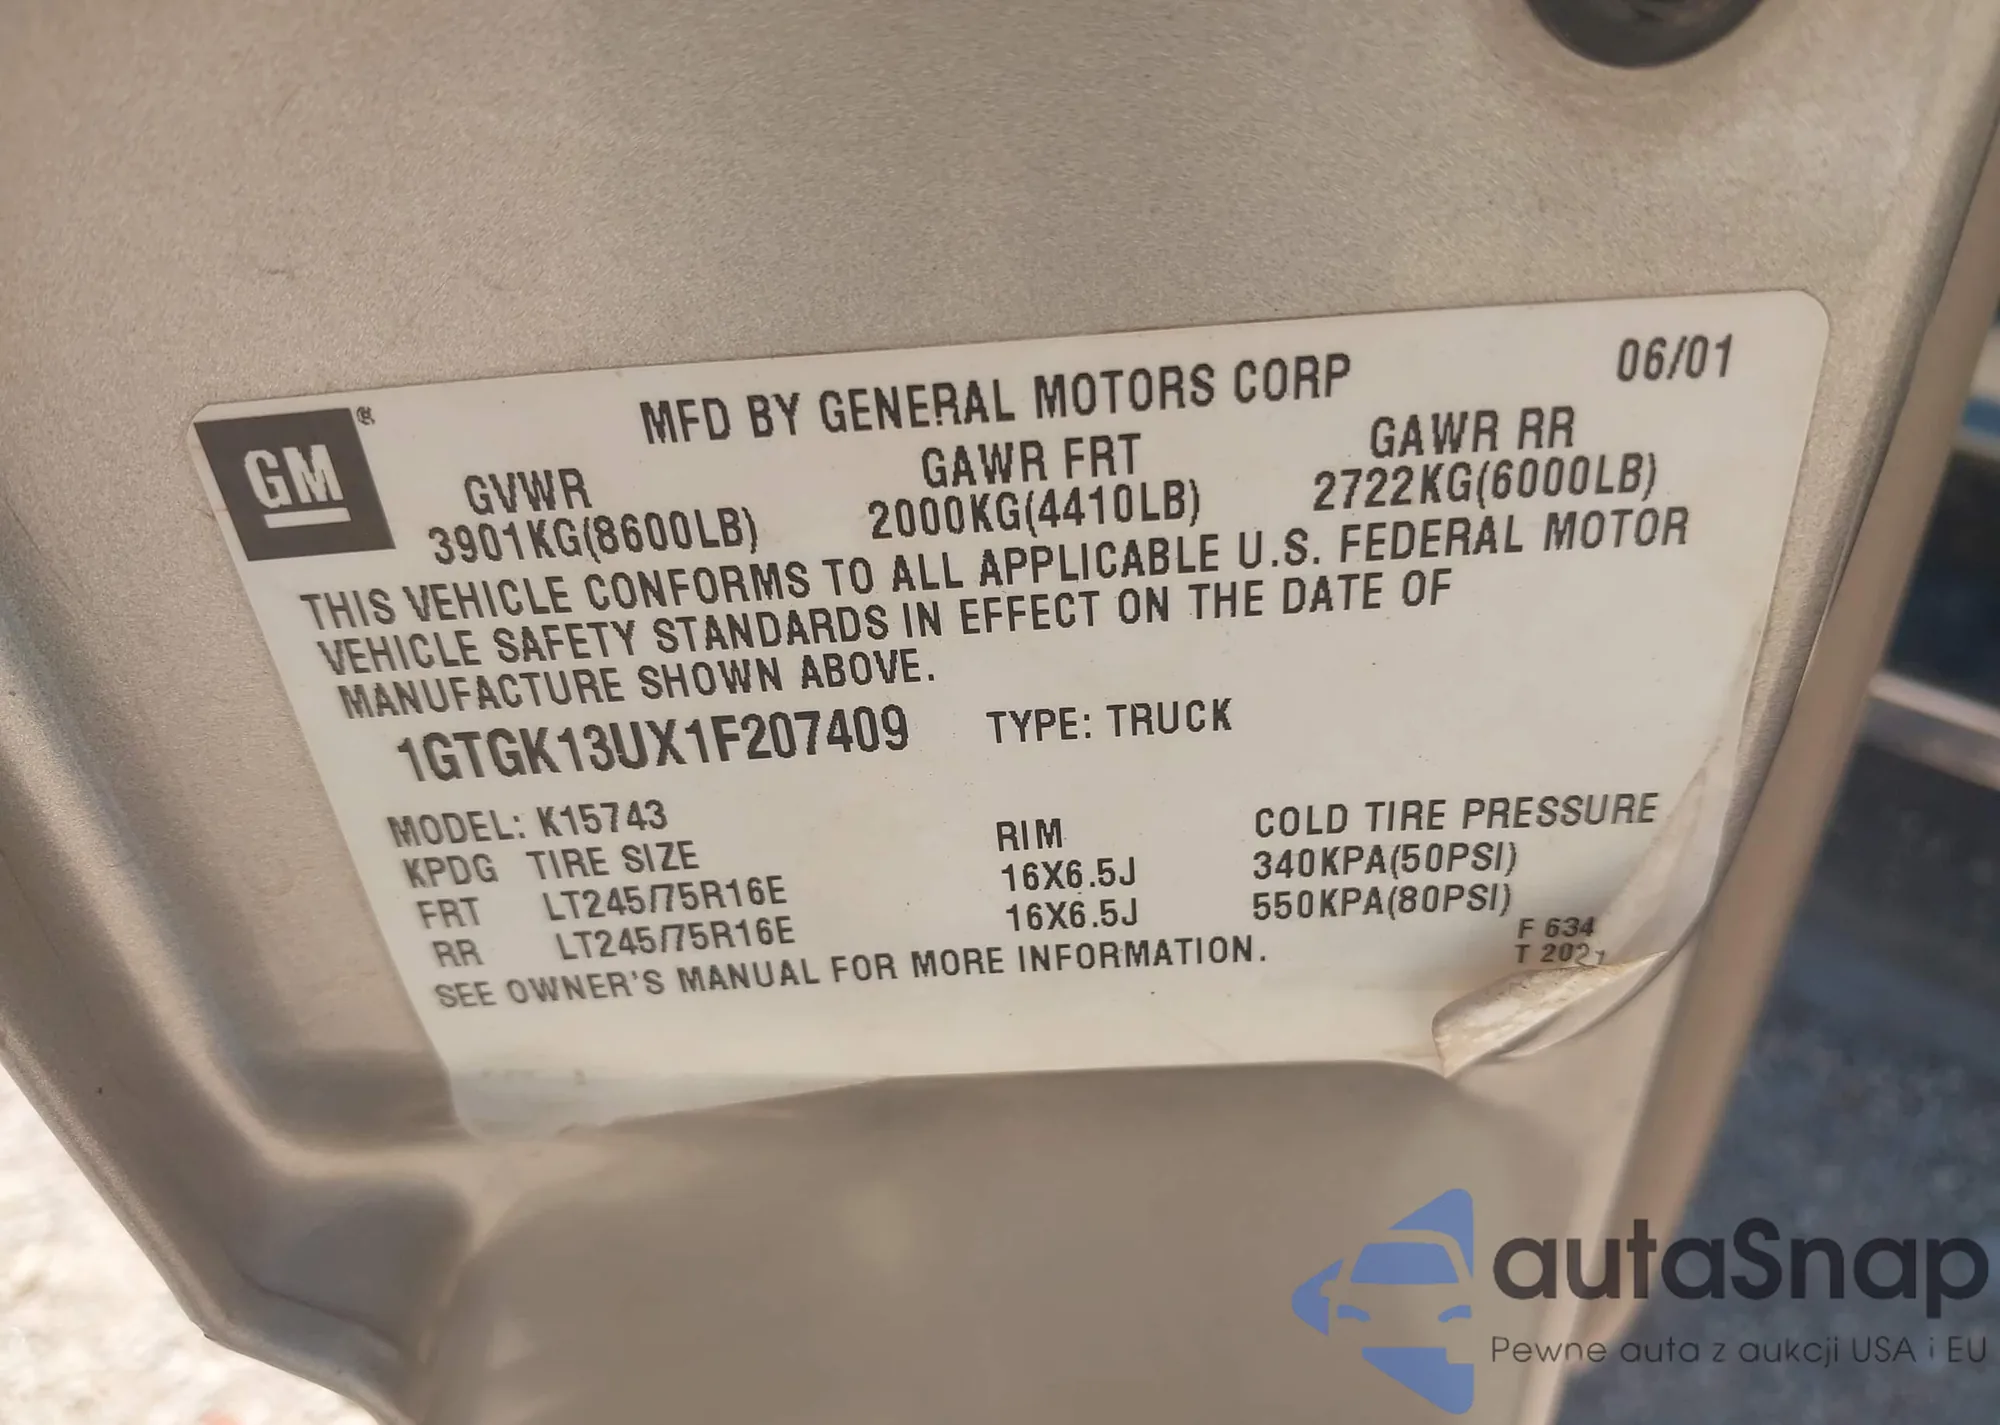 MFD BY GENERAL MOTORS CORP 06/01
GM ®
GVWR GAWR FRT GAWR RR
3901KG(8600LB) 2000KG(4410LB) 2722KG(6000LB)
THIS VEHICLE CONFORMS TO ALL APPLICABLE U.S. FEDERAL MOTOR
VEHICLE SAFETY STANDARDS IN EFFECT ON THE DATE OF
MANUFACTURE SHOWN ABOVE.
1GTGK13UX1F207409 TYPE: TRUCK
MODEL: K15743
KPDG TIRE SIZE RIM COLD TIRE PRESSURE
FRT LT245/75R16E 16X6.5J 340KPA(50PSI)
RR LT245/75R16E 16X6.5J 550KPA(80PSI)
SEE OWNER'S MANUAL FOR MORE INFORMATION.
F 634
T 2021
autaSnap
Pewne auta z aukcji USA i EU